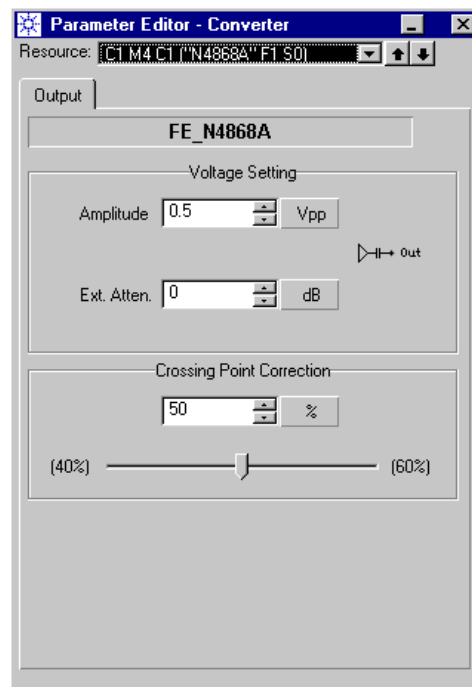 Parameter Editor - Converter
Resource: C1 M4 C1 ("N4868A" F1 S0)
Output
FE_N4868A
Voltage Setting
Amplitude 0.5 Vpp
Out
Ext. Atten. 0 dB
Crossing Point Correction
50 %
(40%) (60%)